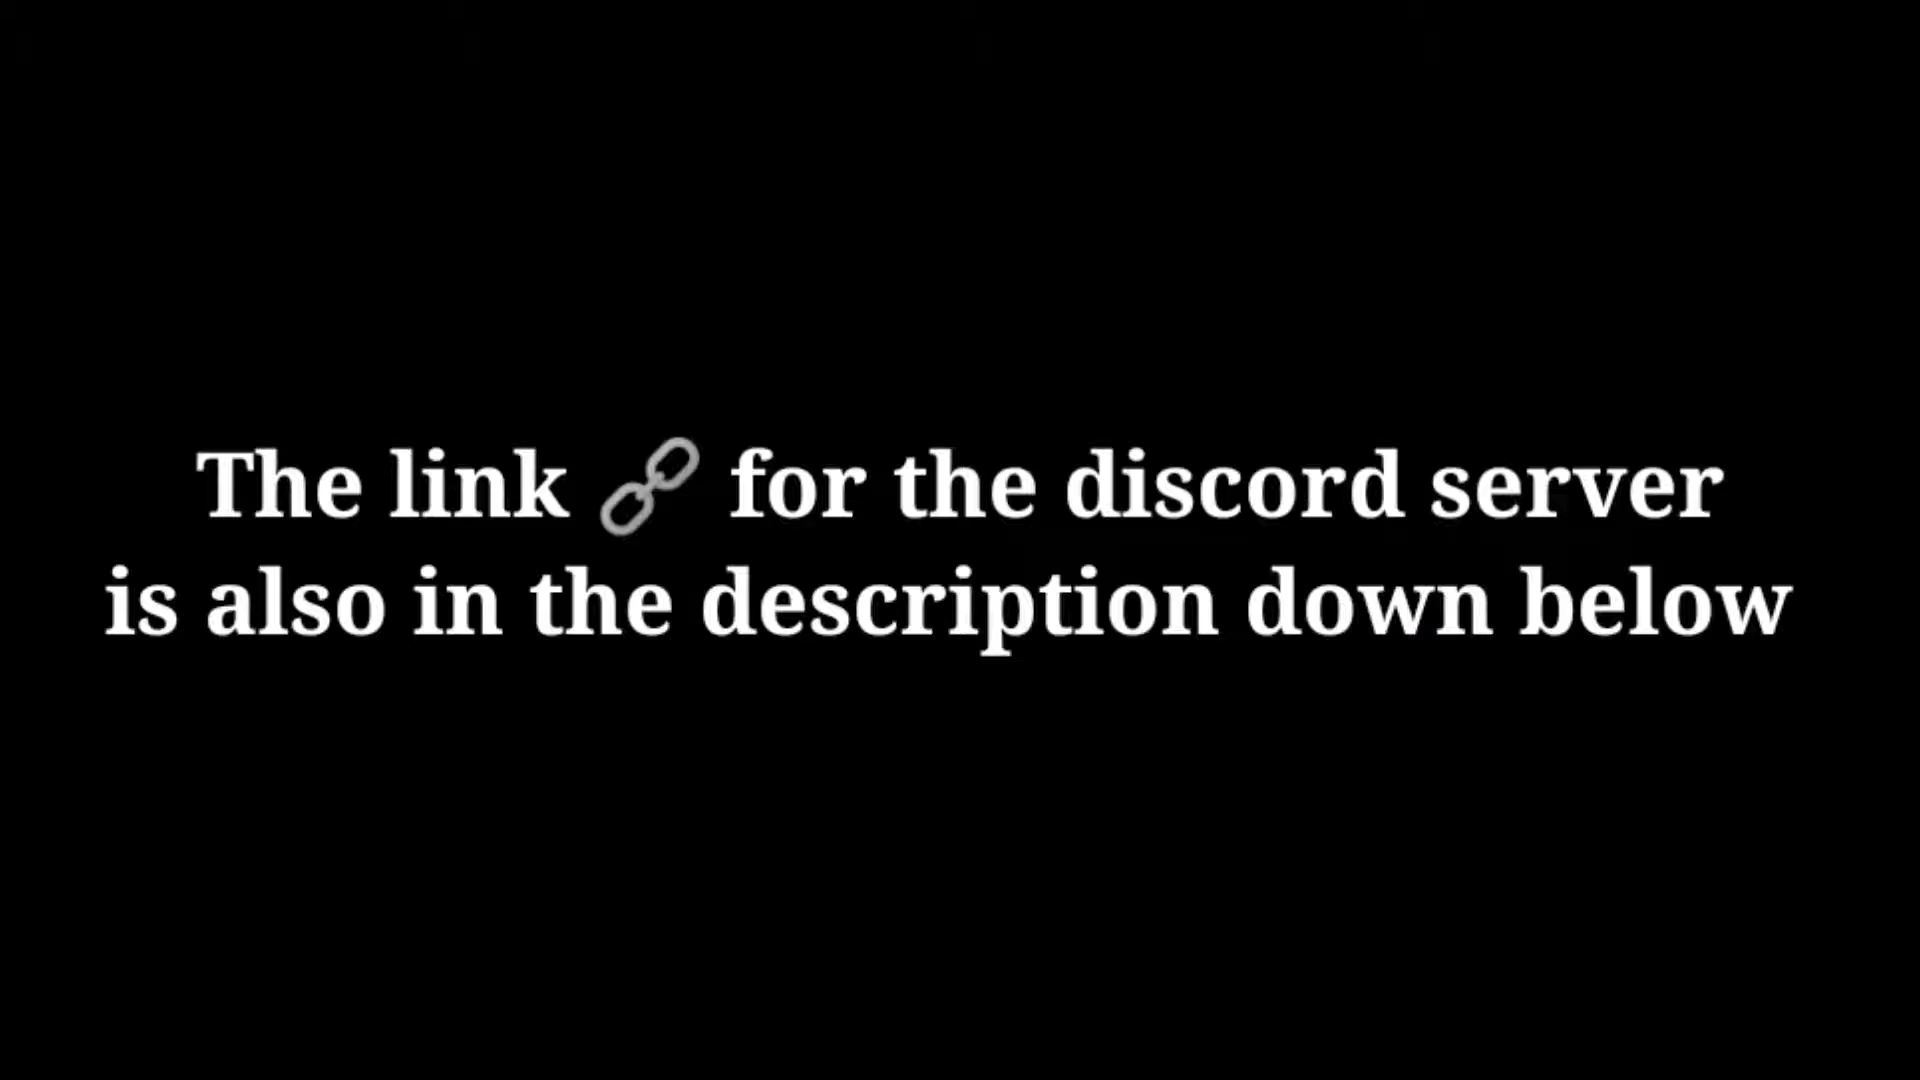 The link 🔗 for the discord server
is also in the description down below